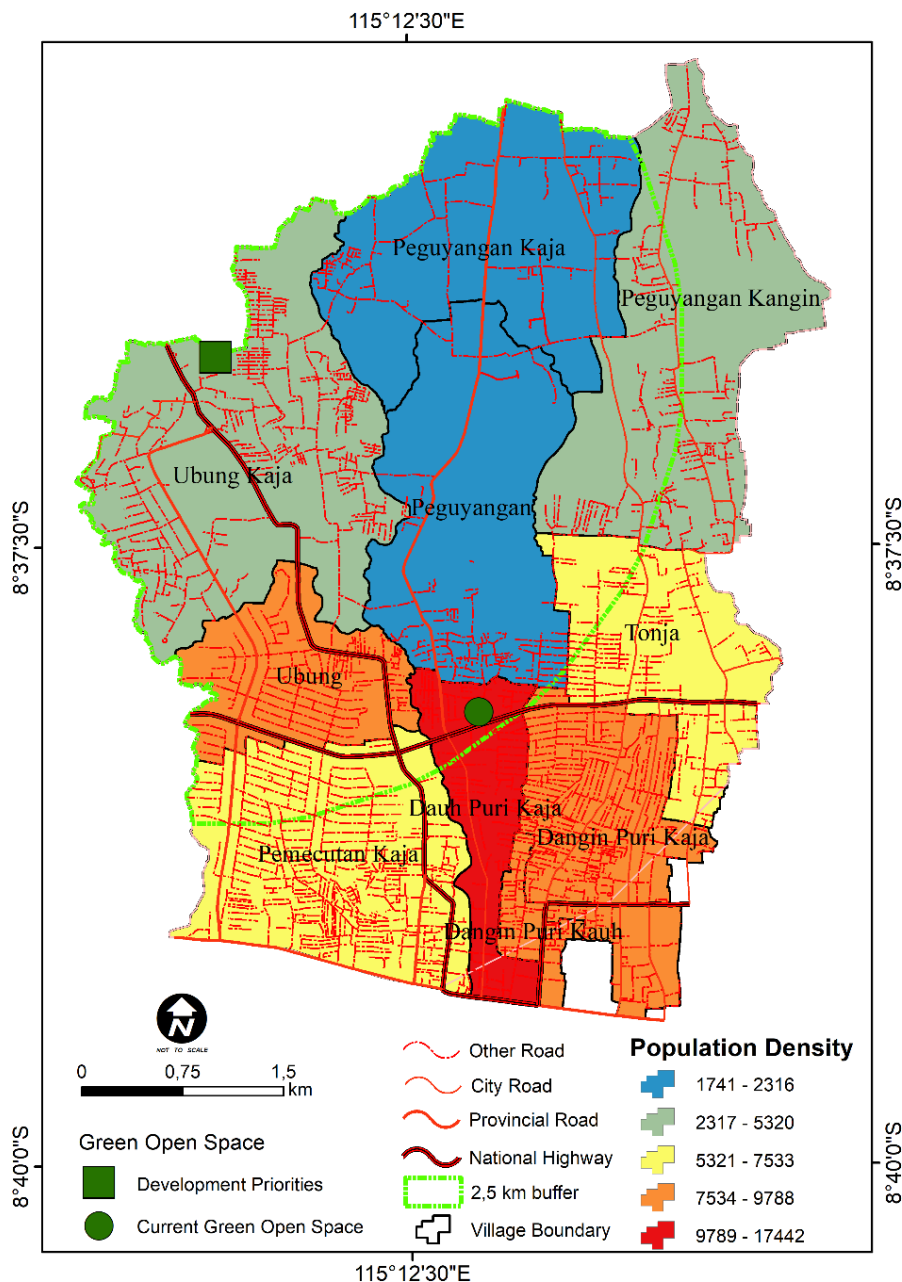 115°12'30"E
Peguyangan Kaja
Peguyangan Kangin
Ubung Kaja
Peguyangan
8°37'30"S
8°37'30"S
Tonja
Ubung
Dauh Puri Kaja
Dangin Puri Kaja
Pemecutan Kaja
Dangin Puri Kauh
N
NOT TO SCALE
0 0,75 1,5
km
Green Open Space
Development Priorities
Current Green Open Space
Other Road
City Road
Provincial Road
National Highway
2,5 km buffer
Village Boundary
Population Density
1741 - 2316
2317 - 5320
5321 - 7533
7534 - 9788
9789 - 17442
8°40'0"S
8°40'0"S
115°12'30"E